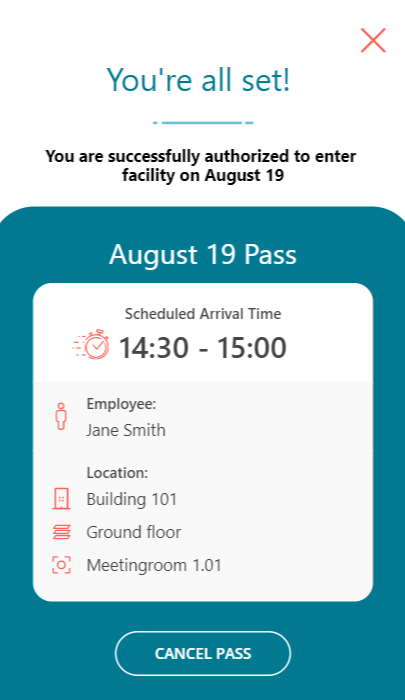 You're all set!
You are successfully authorized to enter
facility on August 19
August 19 Pass
Scheduled Arrival Time
14:30 - 15:00
Employee:
Jane Smith
Location:
Building 101
Ground floor
Meetingroom 1.01
CANCEL PASS